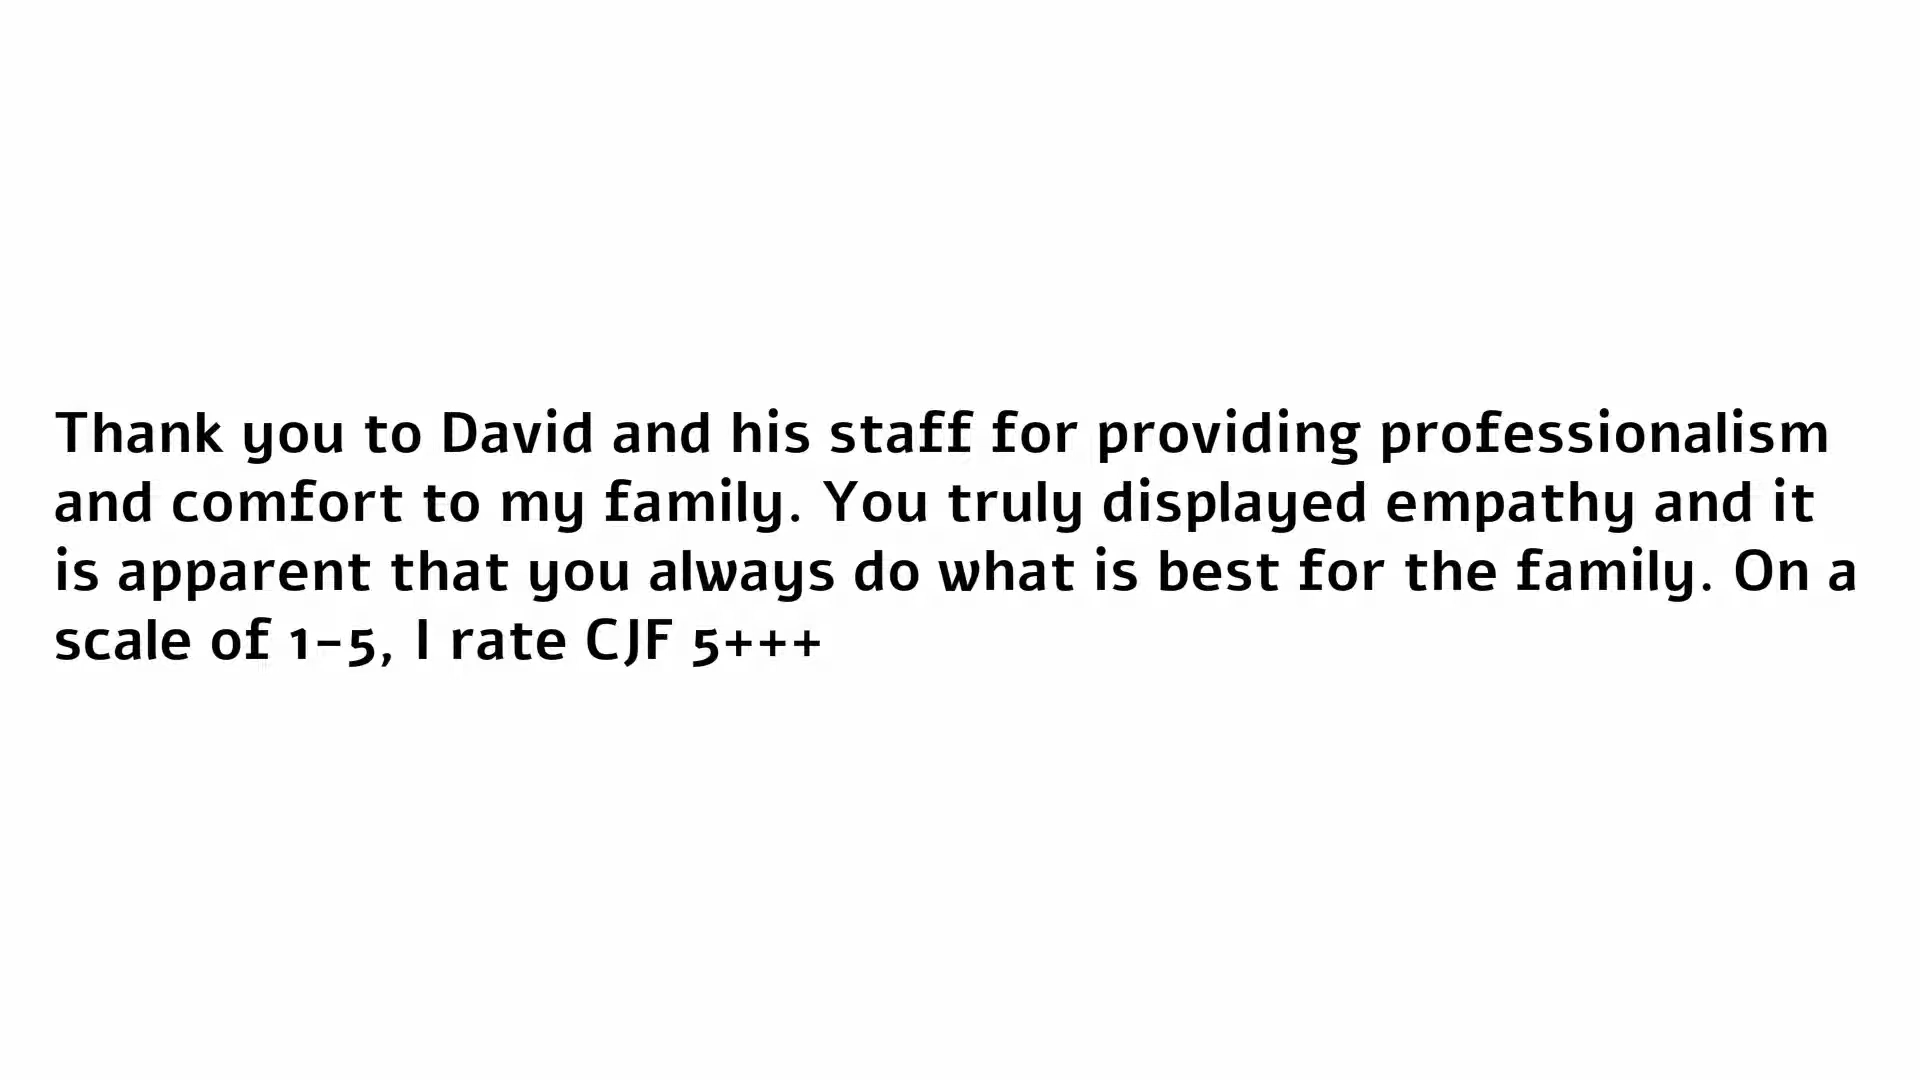 Thank you to David and his staff for providing professionalism
and comfort to my family. You truly displayed empathy and it
is apparent that you always do what is best for the family. On a
scale of 1-5, I rate CJF 5+++